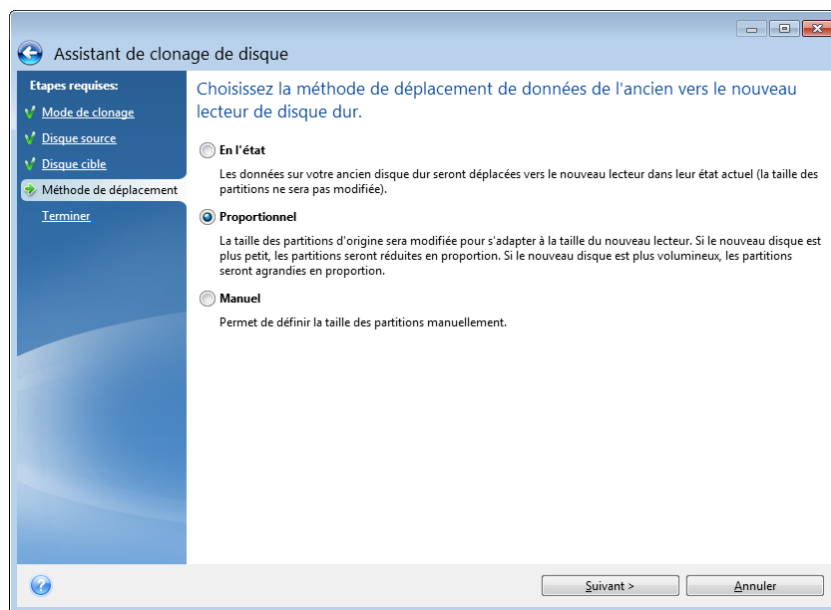 Assistant de clonage de disque
Etapes requises:
Mode de clonage
Disque source
Disque cible
Méthode de déplacement
Terminer
Choisissez la méthode de déplacement de données de l'ancien vers le nouveau
lecteur de disque dur.
En l'état
Les données sur votre ancien disque dur seront déplacées vers le nouveau lecteur dans leur état actuel (la taille des
partitions ne sera pas modifiée).
Proportionnel
La taille des partitions d'origine sera modifiée pour s'adapter à la taille du nouveau lecteur. Si le nouveau disque est
plus petit, les partitions seront réduites en proportion. Si le nouveau disque est plus volumineux, les partitions
seront agrandies en proportion.
Manuel
Permet de définir la taille des partitions manuellement.
?
Suivant >
Annuler